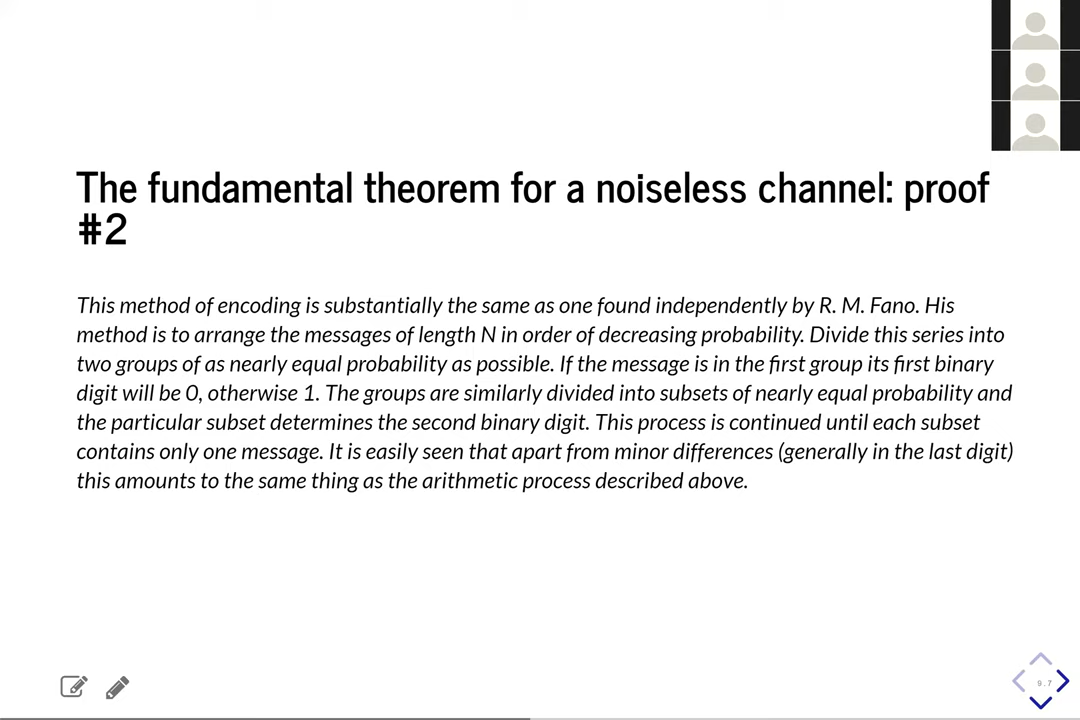 The fundamental theorem for a noiseless channel: proof
#2
This method of encoding is substantially the same as one found independently by R. M. Fano. His
method is to arrange the messages of length N in order of decreasing probability. Divide this series into
two groups of as nearly equal probability as possible. If the message is in the first group its first binary
digit will be 0, otherwise 1. The groups are similarly divided into subsets of nearly equal probability and
the particular subset determines the second binary digit. This process is continued until each subset
contains only one message. It is easily seen that apart from minor differences (generally in the last digit)
this amounts to the same thing as the arithmetic process described above.
9.7